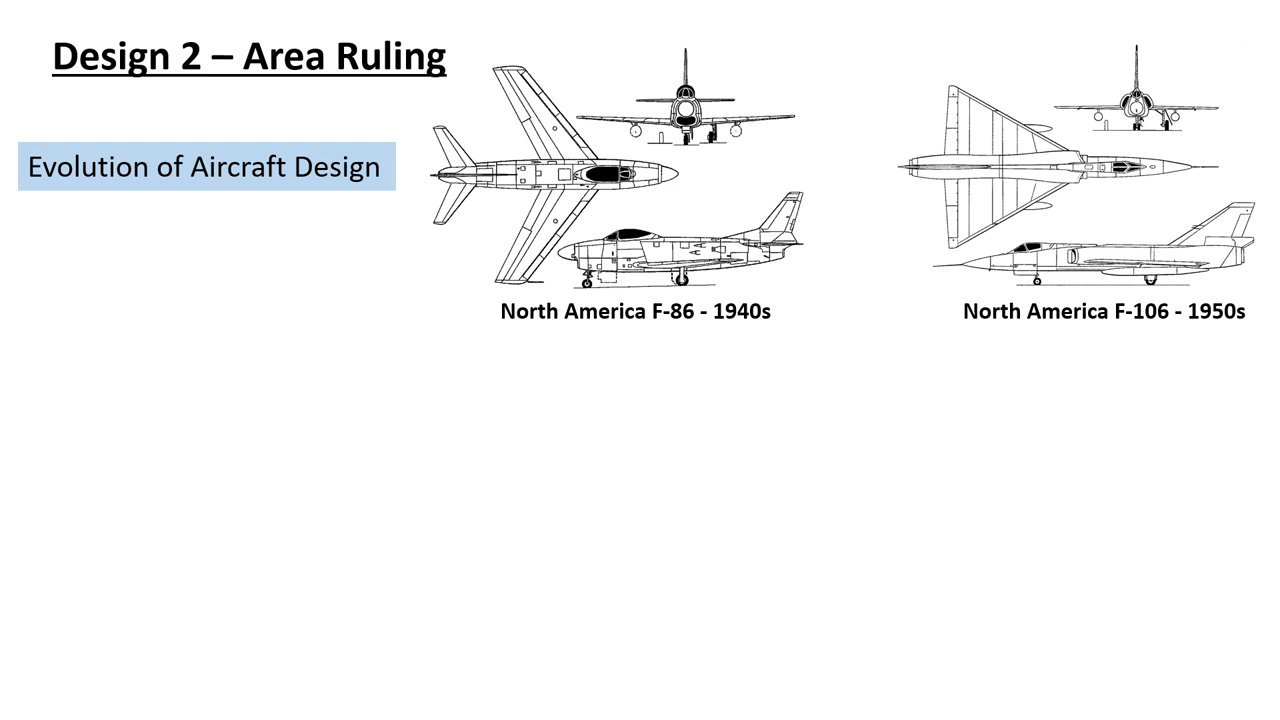 Design 2 – Area Ruling
Evolution of Aircraft Design
North America F-86 - 1940s
North America F-106 - 1950s